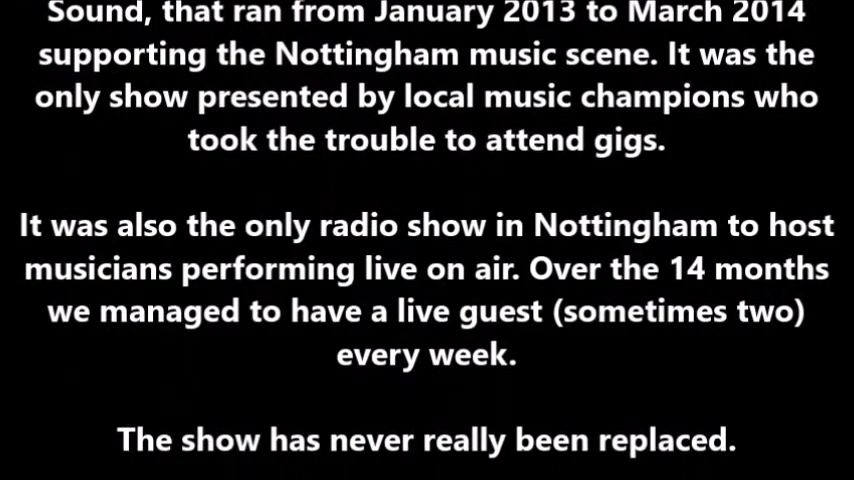 Sound, that ran from January 2013 to March 2014
supporting the Nottingham music scene. It was the
only show presented by local music champions who
took the trouble to attend gigs.
It was also the only radio show in Nottingham to host
musicians performing live on air. Over the 14 months
we managed to have a live guest (sometimes two)
every week.
The show has never really been replaced.